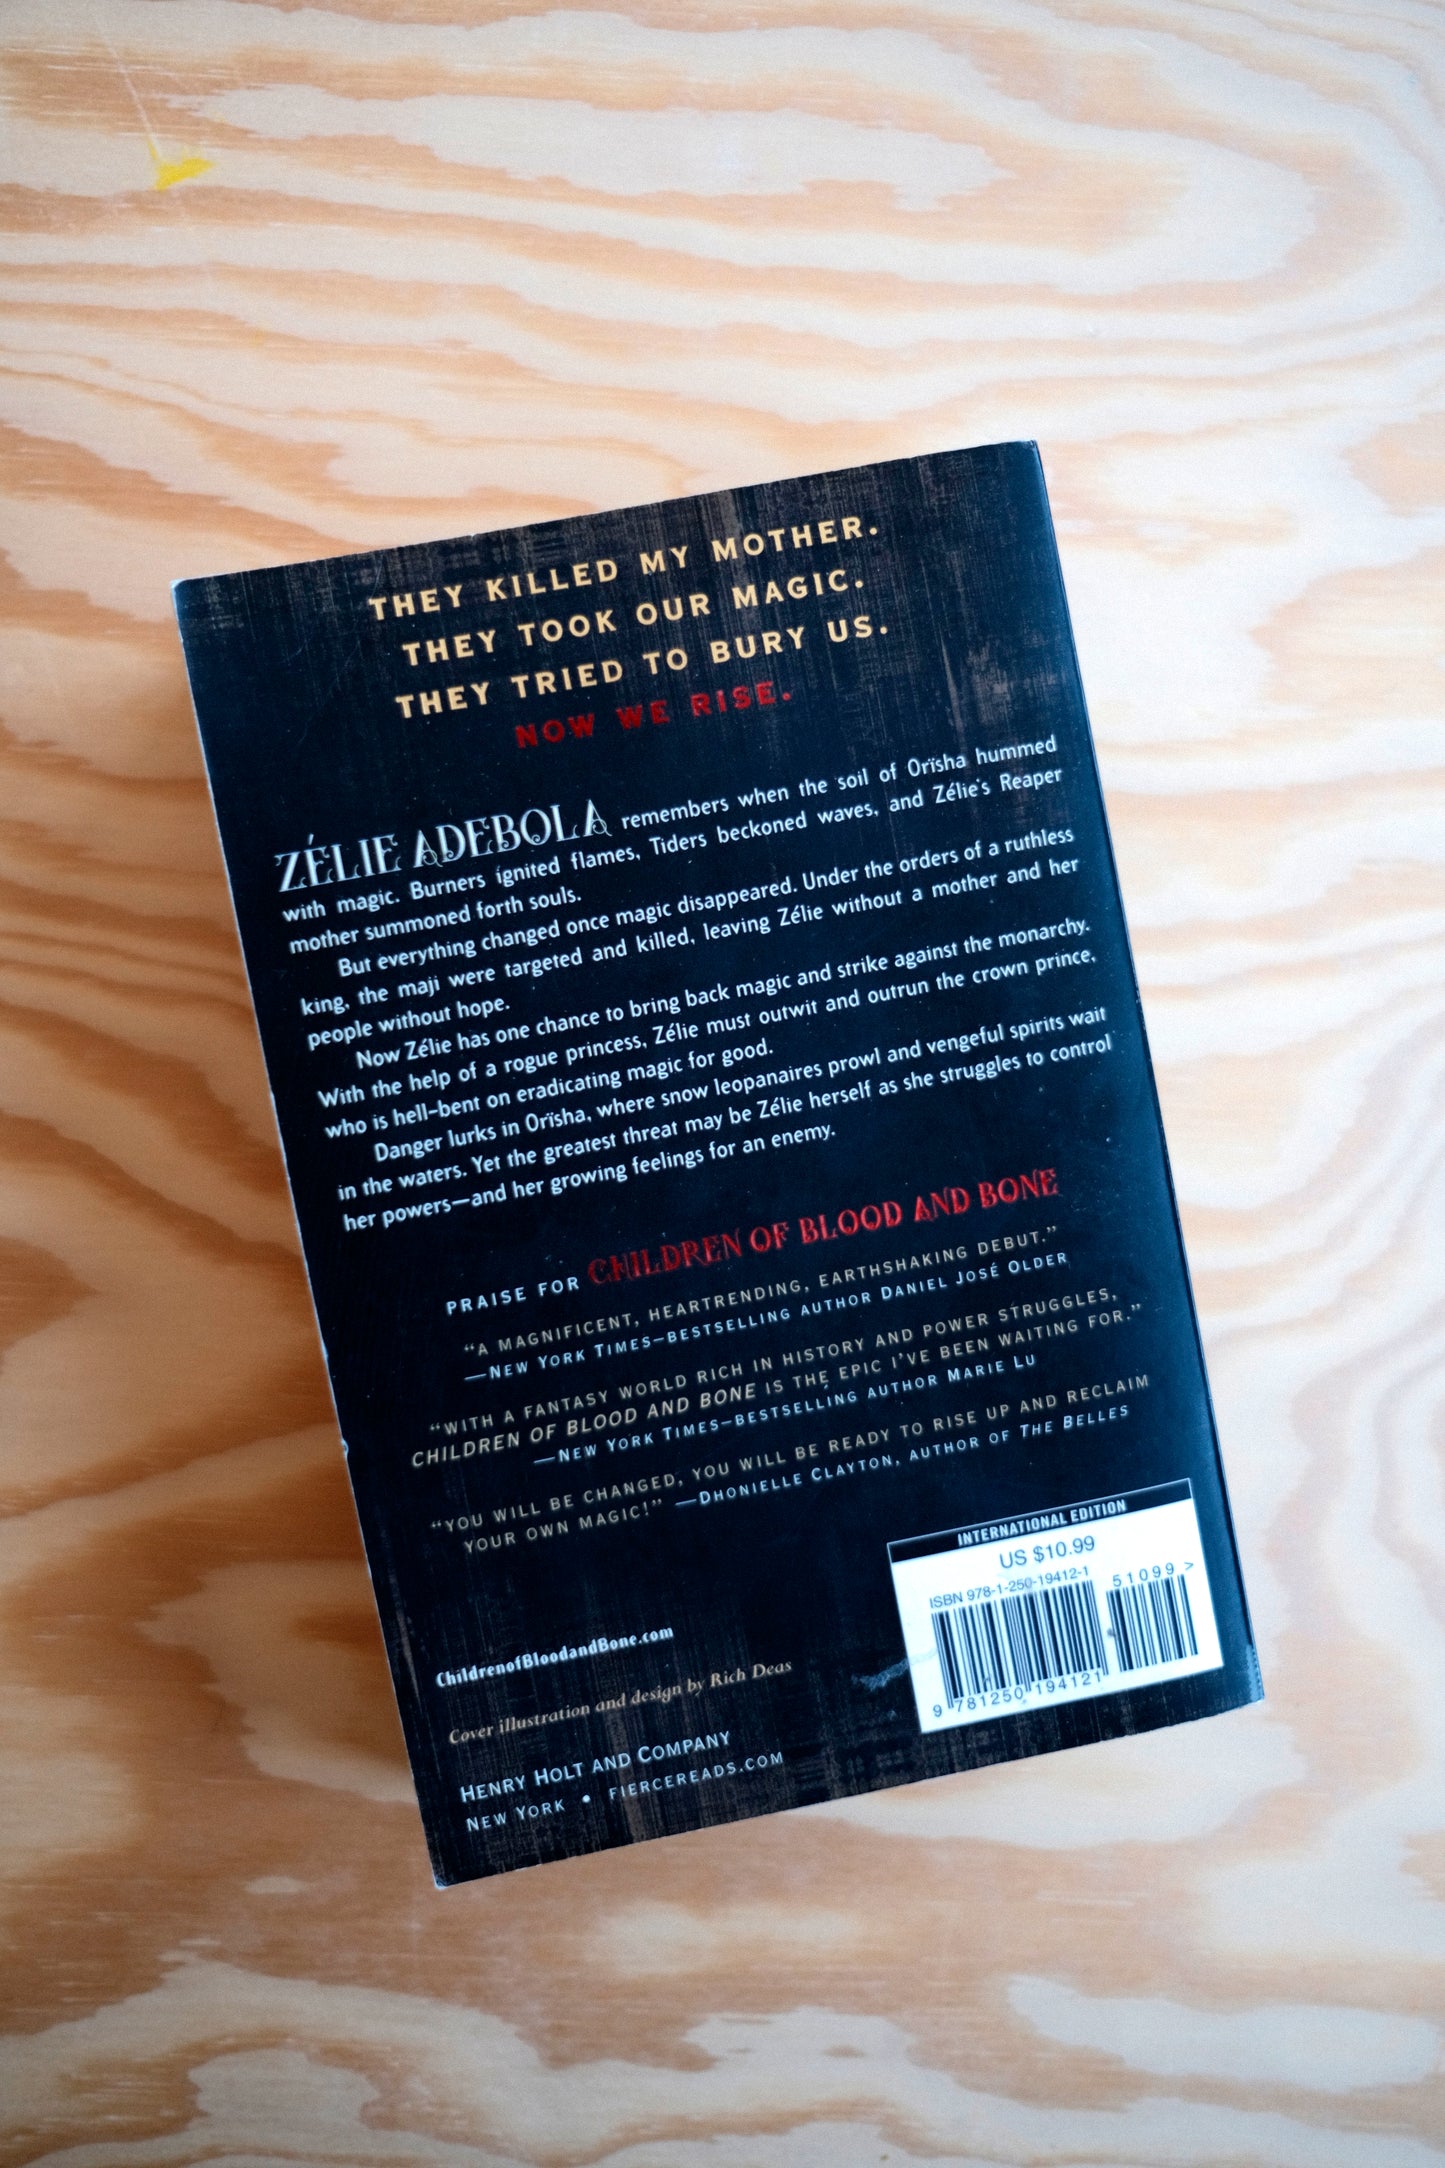 THEY KILLED MY MOTHER.
THEY TOOK OUR MAGIC.
THEY TRIED TO BURY US.
NOW WE RISE.
ZÉLIE ADEBOLA remembers when the soil of Orïsha hummed
with magic. Burners ignited flames, Tiders beckoned waves, and Zélie's Reaper
mother summoned forth souls.
But everything changed once magic disappeared. Under the orders of a ruthless
king, the maji were targeted and killed, leaving Zélie without a mother and her
people without hope.
Now Zélie has one chance to bring back magic and strike against the monarchy.
With the help of a rogue princess, Zélie must outwit and outrun the crown prince,
who is hell-bent on eradicating magic for good.
Danger lurks in Orïsha, where snow leopanaires prowl and vengeful spirits wait
in the waters. Yet the greatest threat may be Zélie herself as she struggles to control
her powers—and her growing feelings for an enemy.
PRAISE FOR CHILDREN OF BLOOD AND BONE
“A MAGNIFICENT, HEARTRENDING, EARTHSHAKING DEBUT.”
—NEW YORK TIMES–BESTSELLING AUTHOR DANIEL JOSÉ OLDER
“WITH A FANTASY WORLD RICH IN HISTORY AND POWER STRUGGLES,
CHILDREN OF BLOOD AND BONE IS THE EPIC I’VE BEEN WAITING FOR.”
—NEW YORK TIMES–BESTSELLING AUTHOR MARIE LU
“YOU WILL BE CHANGED, YOU WILL BE READY TO RISE UP AND RECLAIM
YOUR OWN MAGIC!” —DHONIELLE CLAYTON, AUTHOR OF THE BELLES
INTERNATIONAL EDITION
US $10.99
ISBN 978-1-250-19412-1
51099 >
9 781250 194121
ChildrenofBloodandBone.com
Cover illustration and design by Rich Deas
HENRY HOLT AND COMPANY
NEW YORK • FIERCEREADS.COM